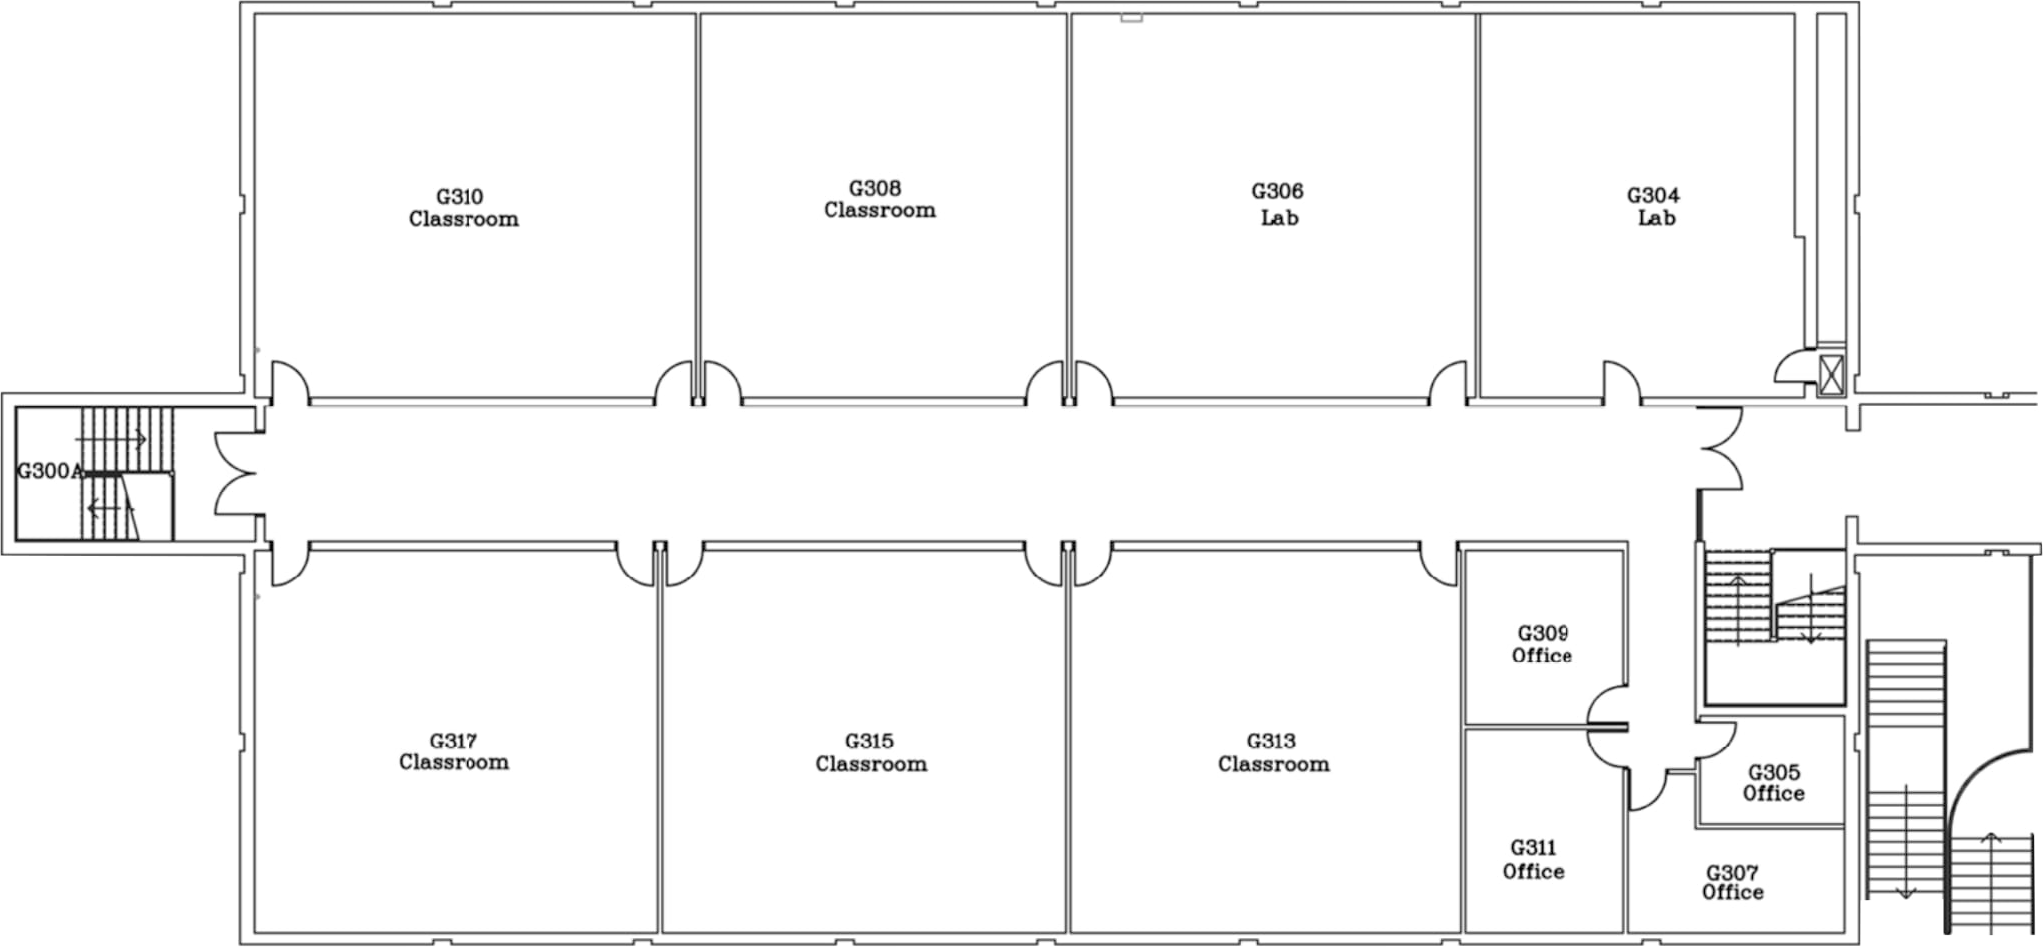 G310
Classroom
G308
Classroom
G306
Lab
G304
Lab
G300A
G309
Office
G317
Classroom
G315
Classroom
G313
Classroom
G305
Office
G311
Office
G307
Office